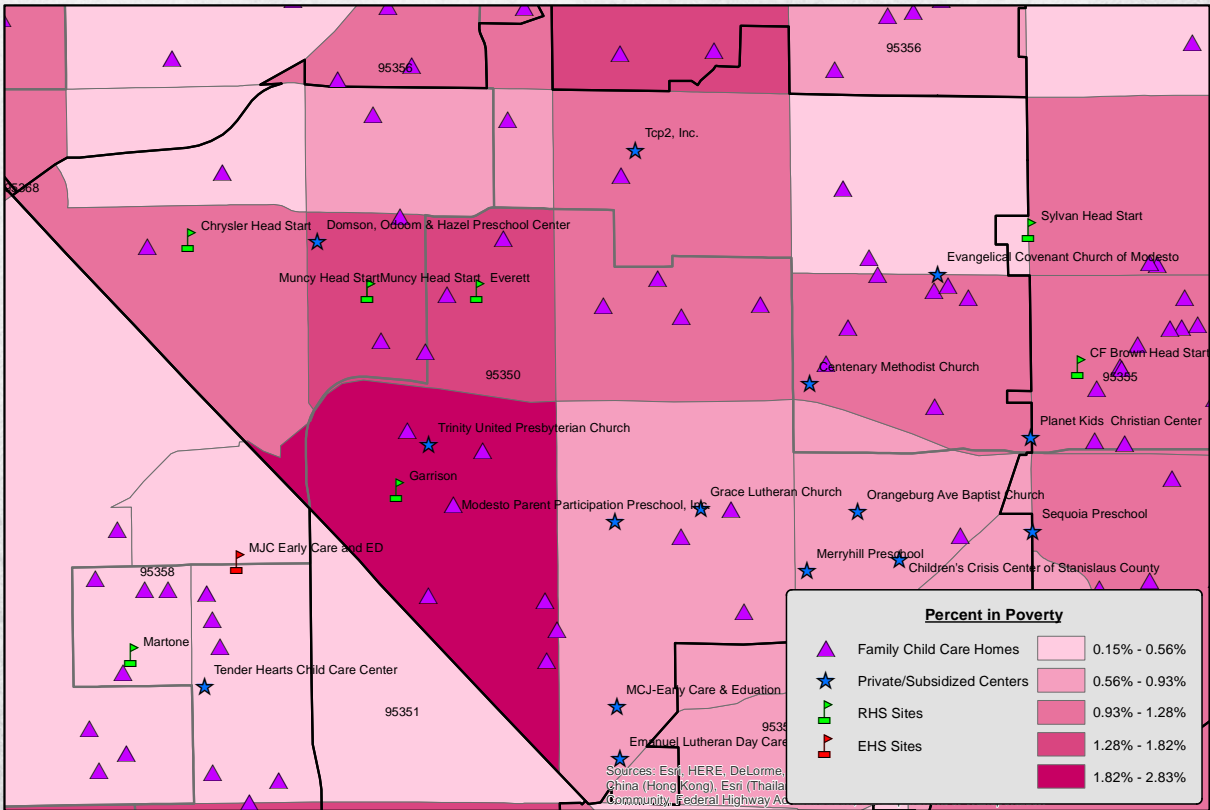 95356
95356
Tcp2, Inc.
95368
Chrysler Head Start
Domson, Odoom & Hazel Preschool Center
Sylvan Head Start
Evangelical Covenant Church of Modesto
Muncy Head Start
Muncy Head Start
Everett
CF Brown Head Start
Centenary Methodist Church
95350
95355
Planet Kids Christian Center
Trinity United Presbyterian Church
Garrison
Modesto Parent Participation Preschool, Inc.
Grace Lutheran Church
Orangeburg Ave Baptist Church
Sequoia Preschool
MJC Early Care and ED
Merryhill Preschool
Children's Crisis Center of Stanislaus County
95358
Martone
Tender Hearts Child Care Center
95351
MCJ-Early Care & Eduation
Emanuel Lutheran Day Care
Percent in Poverty
Family Child Care Homes
Private/Subsidized Centers
RHS Sites
EHS Sites
0.15% - 0.56%
0.56% - 0.93%
0.93% - 1.28%
1.28% - 1.82%
1.82% - 2.83%
Sources: Esri, HERE, DeLorme,
China (Hong Kong), Esri
Community, Federal Highway